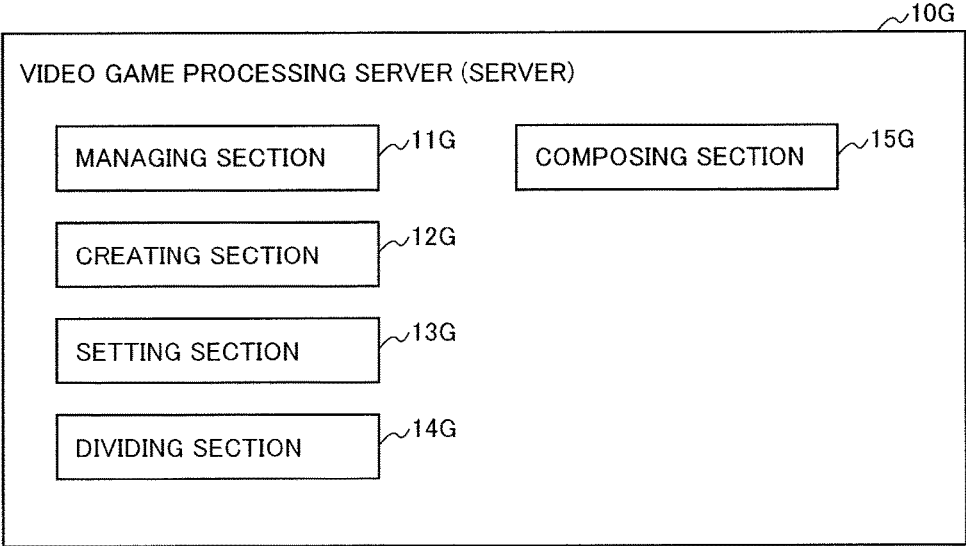 10G
VIDEO GAME PROCESSING SERVER (SERVER)
MANAGING SECTION
11G
COMPOSING SECTION
15G
CREATING SECTION
12G
SETTING SECTION
13G
DIVIDING SECTION
14G